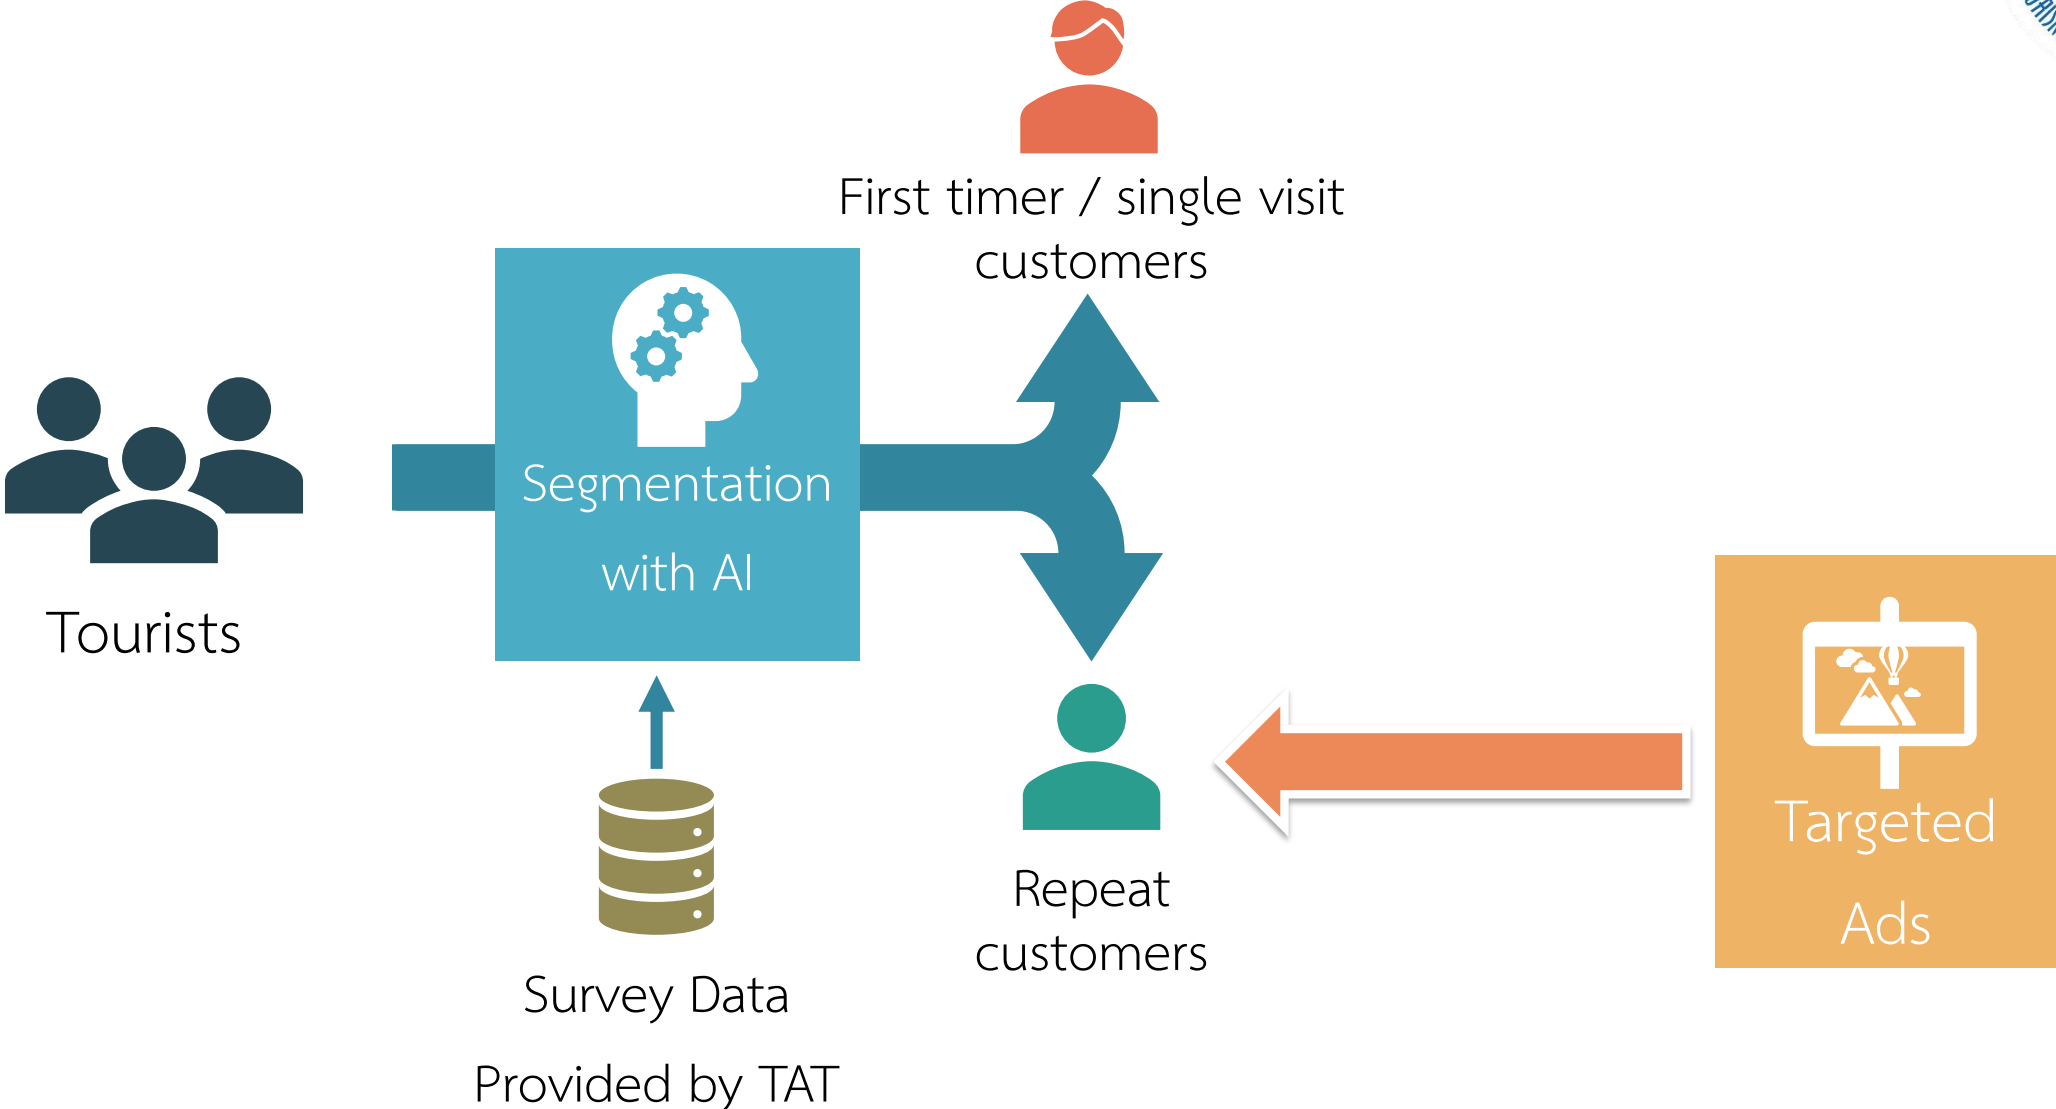 First timer / single visit
customers
Segmentation
with AI
Tourists
Survey Data
Provided by TAT
Repeat
customers
Targeted
Ads